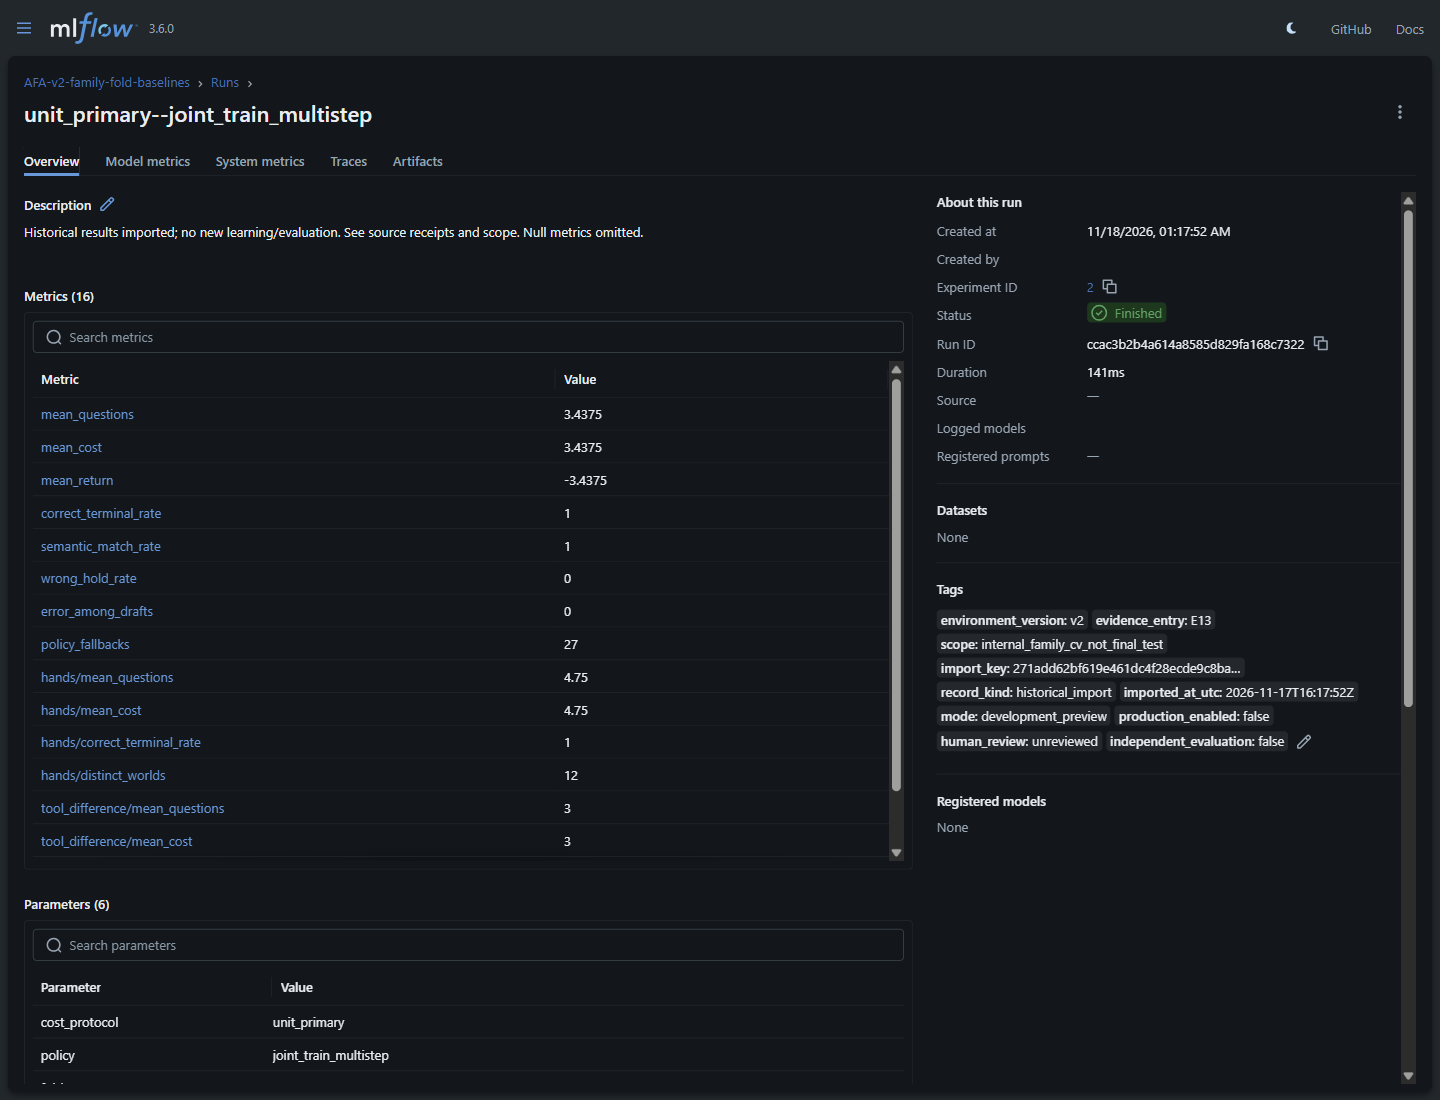 mlflow 3.6.0
GitHub
Docs
AFA-v2-family-fold-baselines › Runs ›
unit_primary--joint_train_multistep
Overview Model metrics System metrics Traces Artifacts
Description
Historical results imported; no new learning/evaluation. See source receipts and scope. Null metrics omitted.
Metrics (16)
Search metrics
Metric Value
mean_questions 3.4375
mean_cost 3.4375
mean_return -3.4375
correct_terminal_rate 1
semantic_match_rate 1
wrong_hold_rate 0
error_among_drafts 0
policy_fallbacks 27
hands/mean_questions 4.75
hands/mean_cost 4.75
hands/correct_terminal_rate 1
hands/distinct_worlds 12
tool_difference/mean_questions 3
tool_difference/mean_cost 3
Parameters (6)
Search parameters
Parameter Value
cost_protocol unit_primary
policy joint_train_multistep
About this run
Created at 11/18/2026, 01:17:52 AM
Created by
Experiment ID 2
Status Finished
Run ID ccac3b2b4a614a8585d829fa168c7322
Duration 141ms
Source —
Logged models
Registered prompts —
Datasets
None
Tags
environment_version: v2 evidence_entry: E13
scope: internal_family_cv_not_final_test
import_key: 271add62bf619e461dc4f28ecde9c8ba...
record_kind: historical_import imported_at_utc: 2026-11-17T16:17:52Z
mode: development_preview production_enabled: false
human_review: unreviewed independent_evaluation: false
Registered models
None